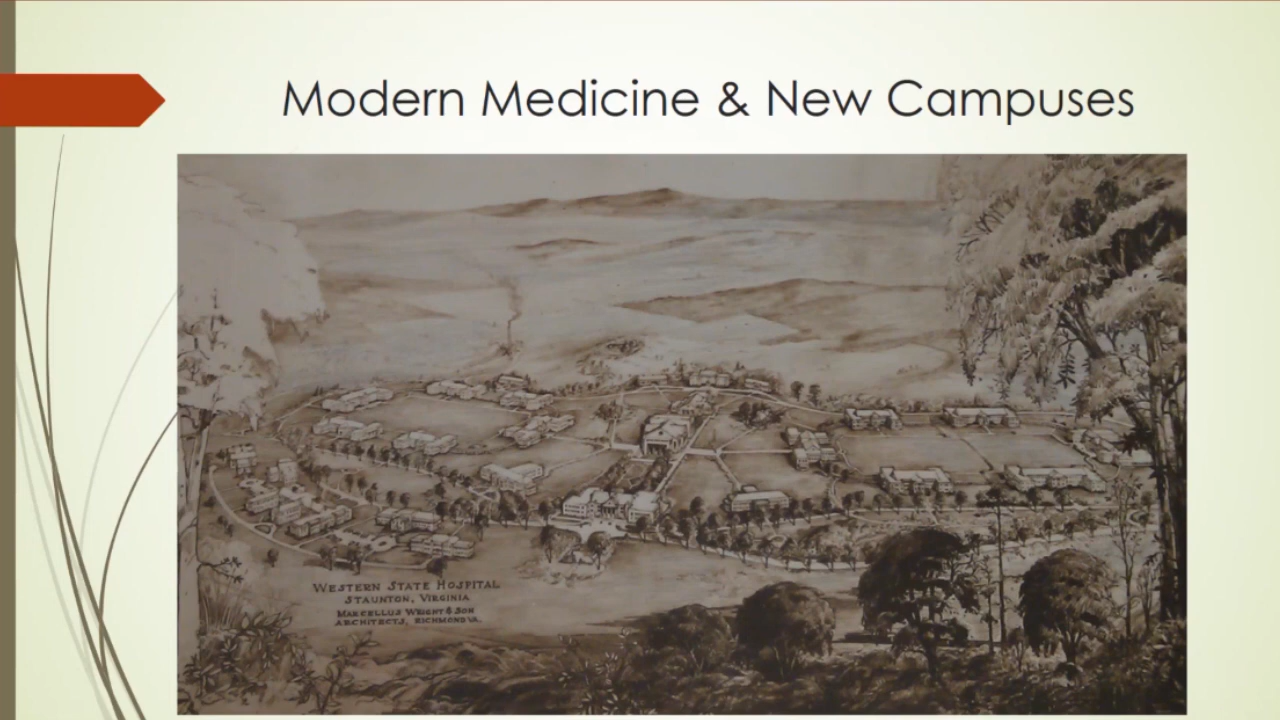 Modern Medicine & New Campuses
WESTERN STATE HOSPITAL
STAUNTON, VIRGINIA
MARCELLUS WRIGHT & SON
ARCHITECTS, RICHMOND VA.